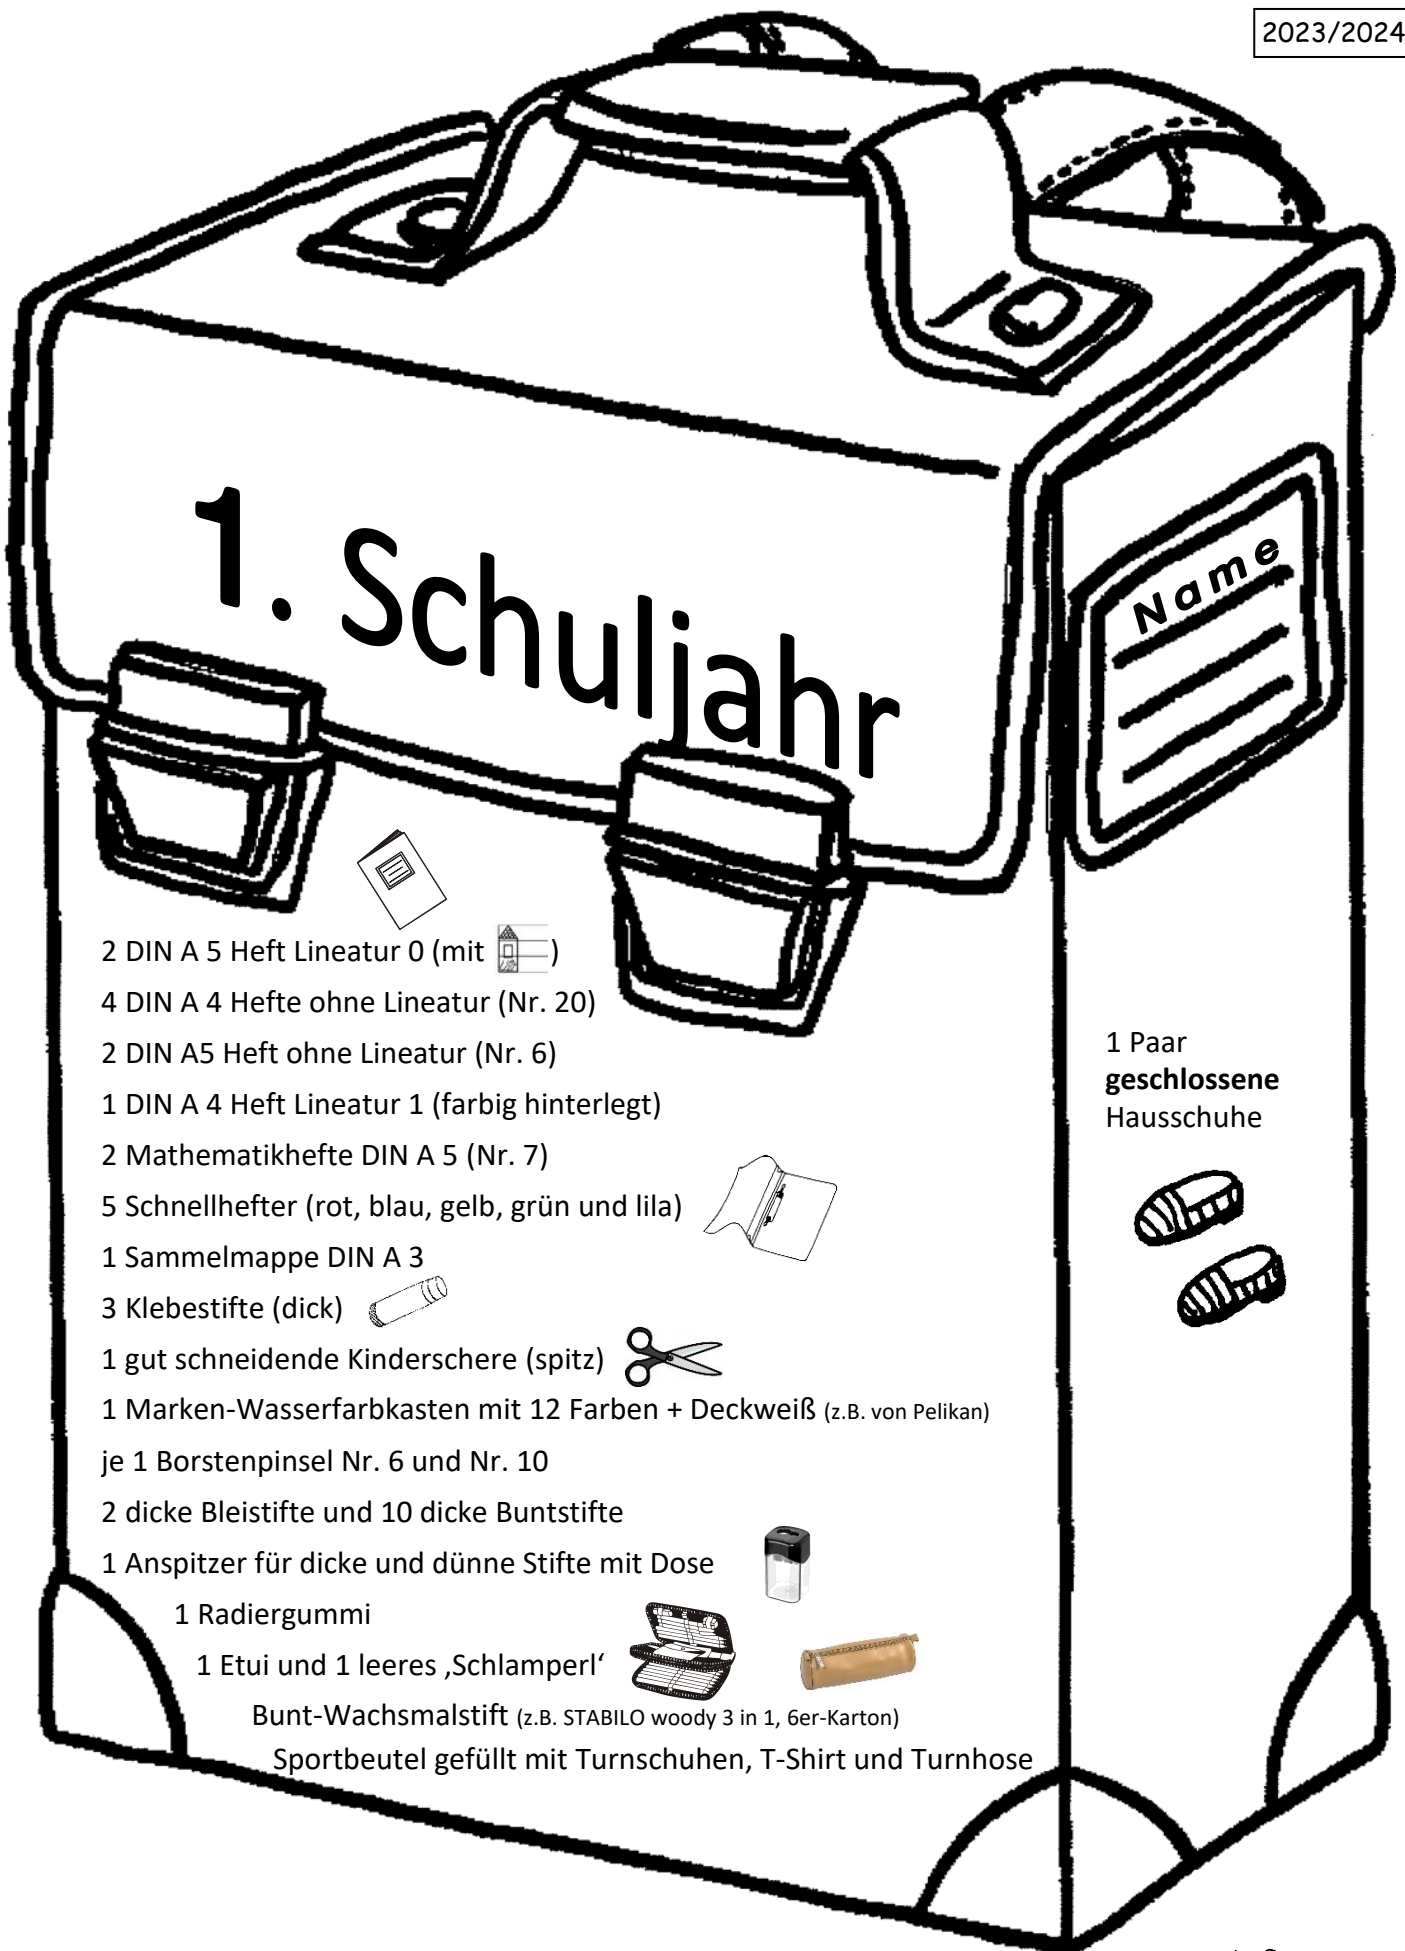 2023/2024
1. Schuljahr
Name
2 DIN A 5 Heft Lineatur 0 (mit )
4 DIN A 4 Hefte ohne Lineatur (Nr. 20)
2 DIN A5 Heft ohne Lineatur (Nr. 6)
1 DIN A 4 Heft Lineatur 1 (farbig hinterlegt)
2 Mathematikhefte DIN A 5 (Nr. 7)
5 Schnellhefter (rot, blau, gelb, grün und lila)
1 Sammelmappe DIN A 3
3 Klebestifte (dick)
1 gut schneidende Kinderschere (spitz)
1 Marken-Wasserfarbkasten mit 12 Farben + Deckweiß (z.B. von Pelikan)
je 1 Borstenpinsel Nr. 6 und Nr. 10
2 dicke Bleistifte und 10 dicke Buntstifte
1 Anspitzer für dicke und dünne Stifte mit Dose
1 Radiergummi
1 Etui und 1 leeres ‚Schlamperl‘
Bunt-Wachsmalstift (z.B. STABILO woody 3 in 1, 6er-Karton)
Sportbeutel gefüllt mit Turnschuhen, T-Shirt und Turnhose
1 Paar
geschlossene
Hausschuhe